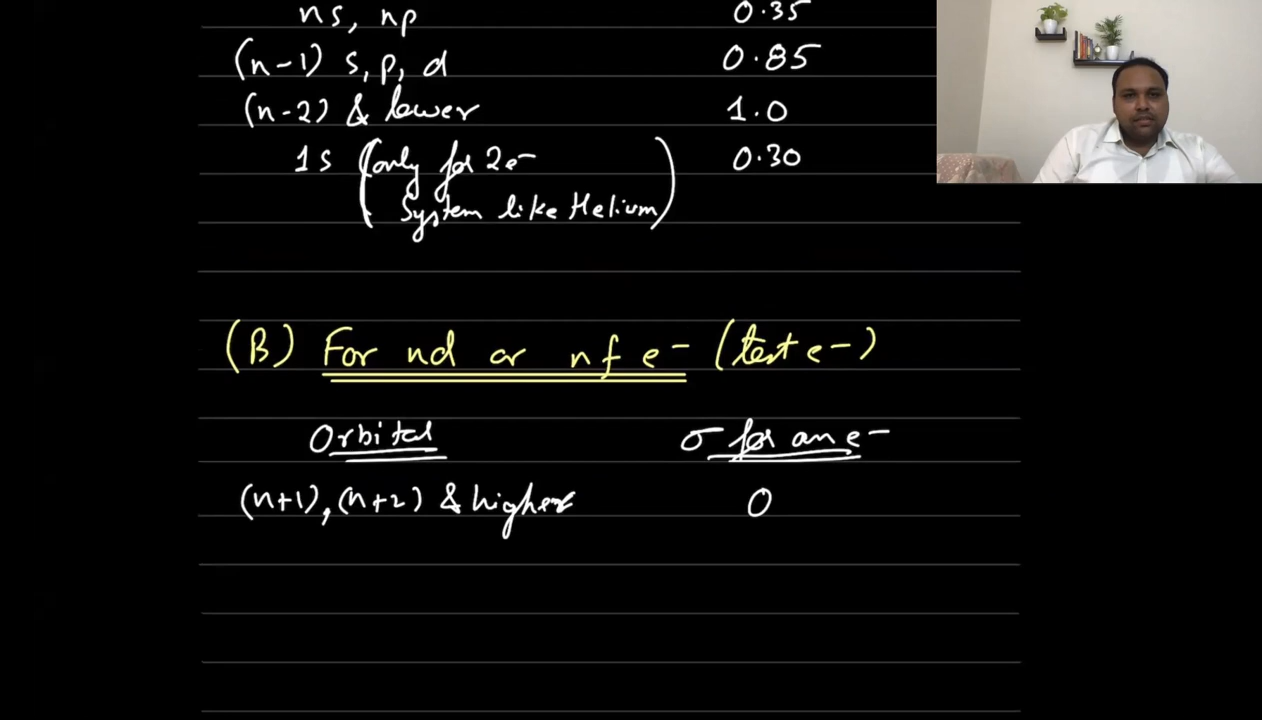 ns, np 0.35
(n-1) s, p, d 0.85
(n-2) & lower 1.0
1s (only for 2e- 0.30
System like Helium)
(B) For nd or nf e- (test e-)
Orbital σ for an e-
(n+1), (n+2) & higher 0